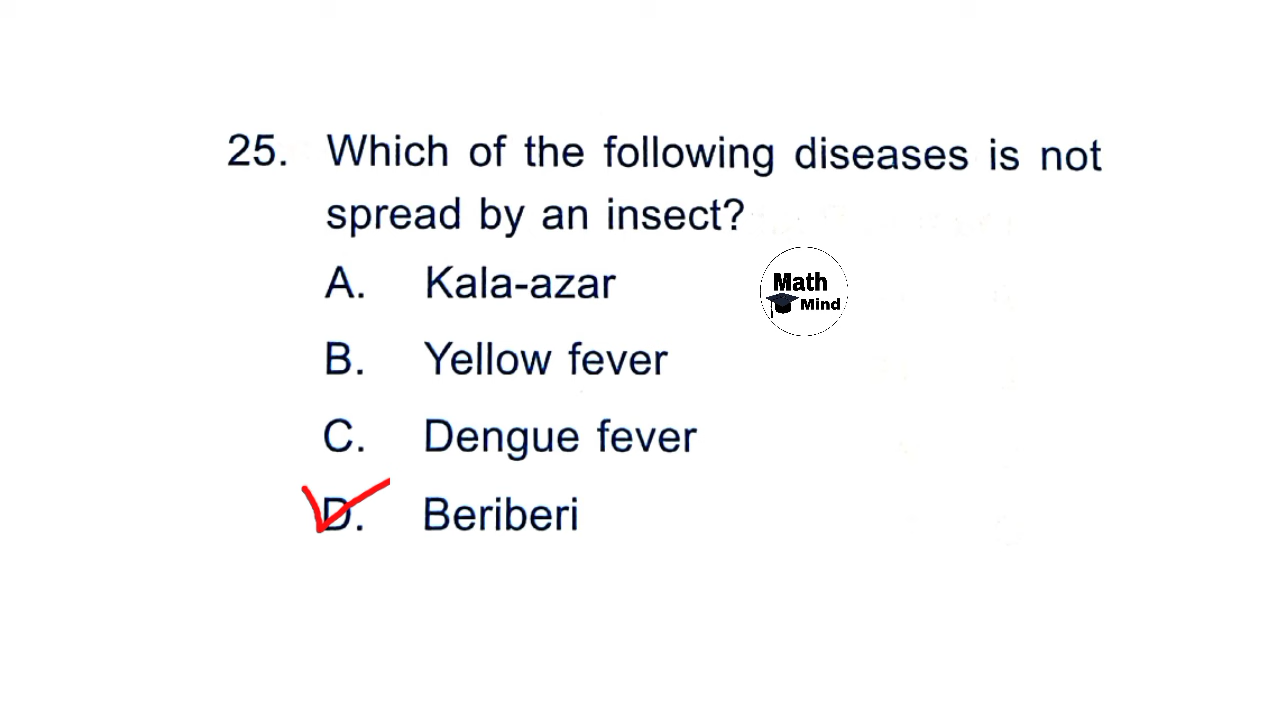 25. Which of the following diseases is not
spread by an insect?
A. Kala-azar
Math
Mind
B. Yellow fever
C. Dengue fever
D. Beriberi